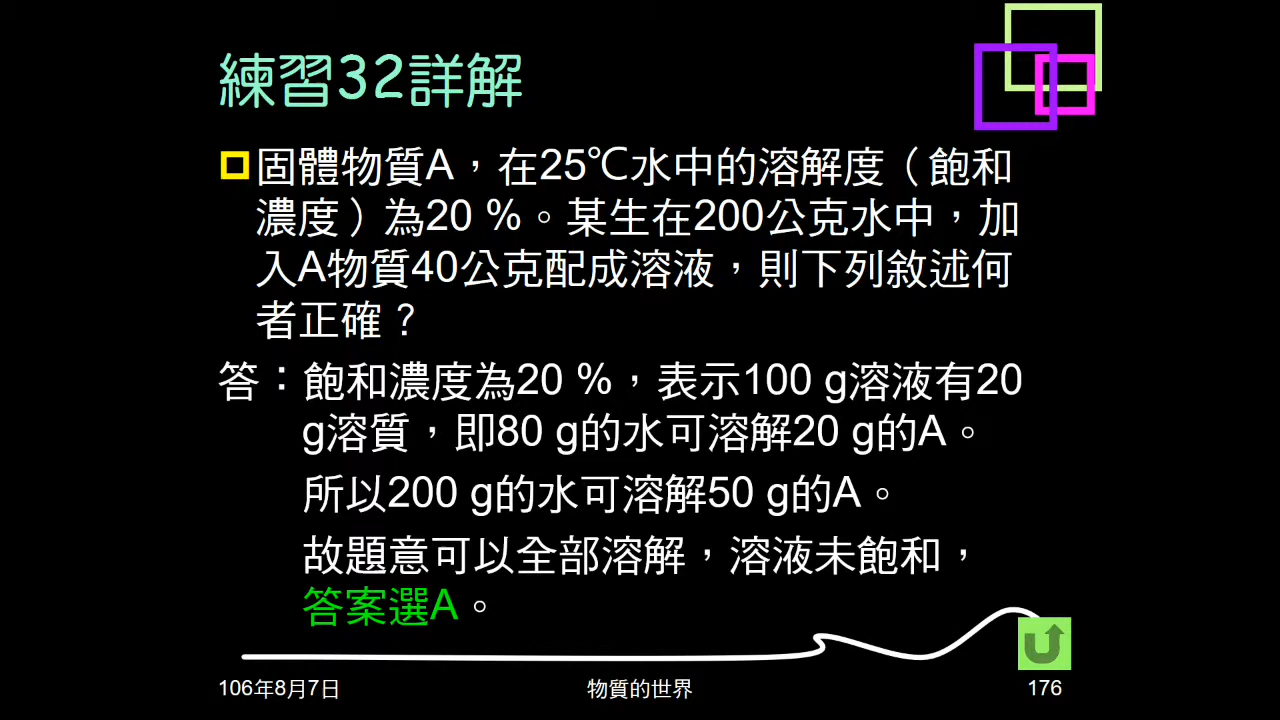 練習32詳解
固體物質A，在25℃水中的溶解度（飽和
濃度）為20 %。某生在200公克水中，加
入A物質40公克配成溶液，則下列敘述何
者正確？
答：飽和濃度為20 %，表示100 g溶液有20
g溶質，即80 g的水可溶解20 g的A。
所以200 g的水可溶解50 g的A。
故題意可以全部溶解，溶液未飽和，
答案選A。
106年8月7日
物質的世界
176